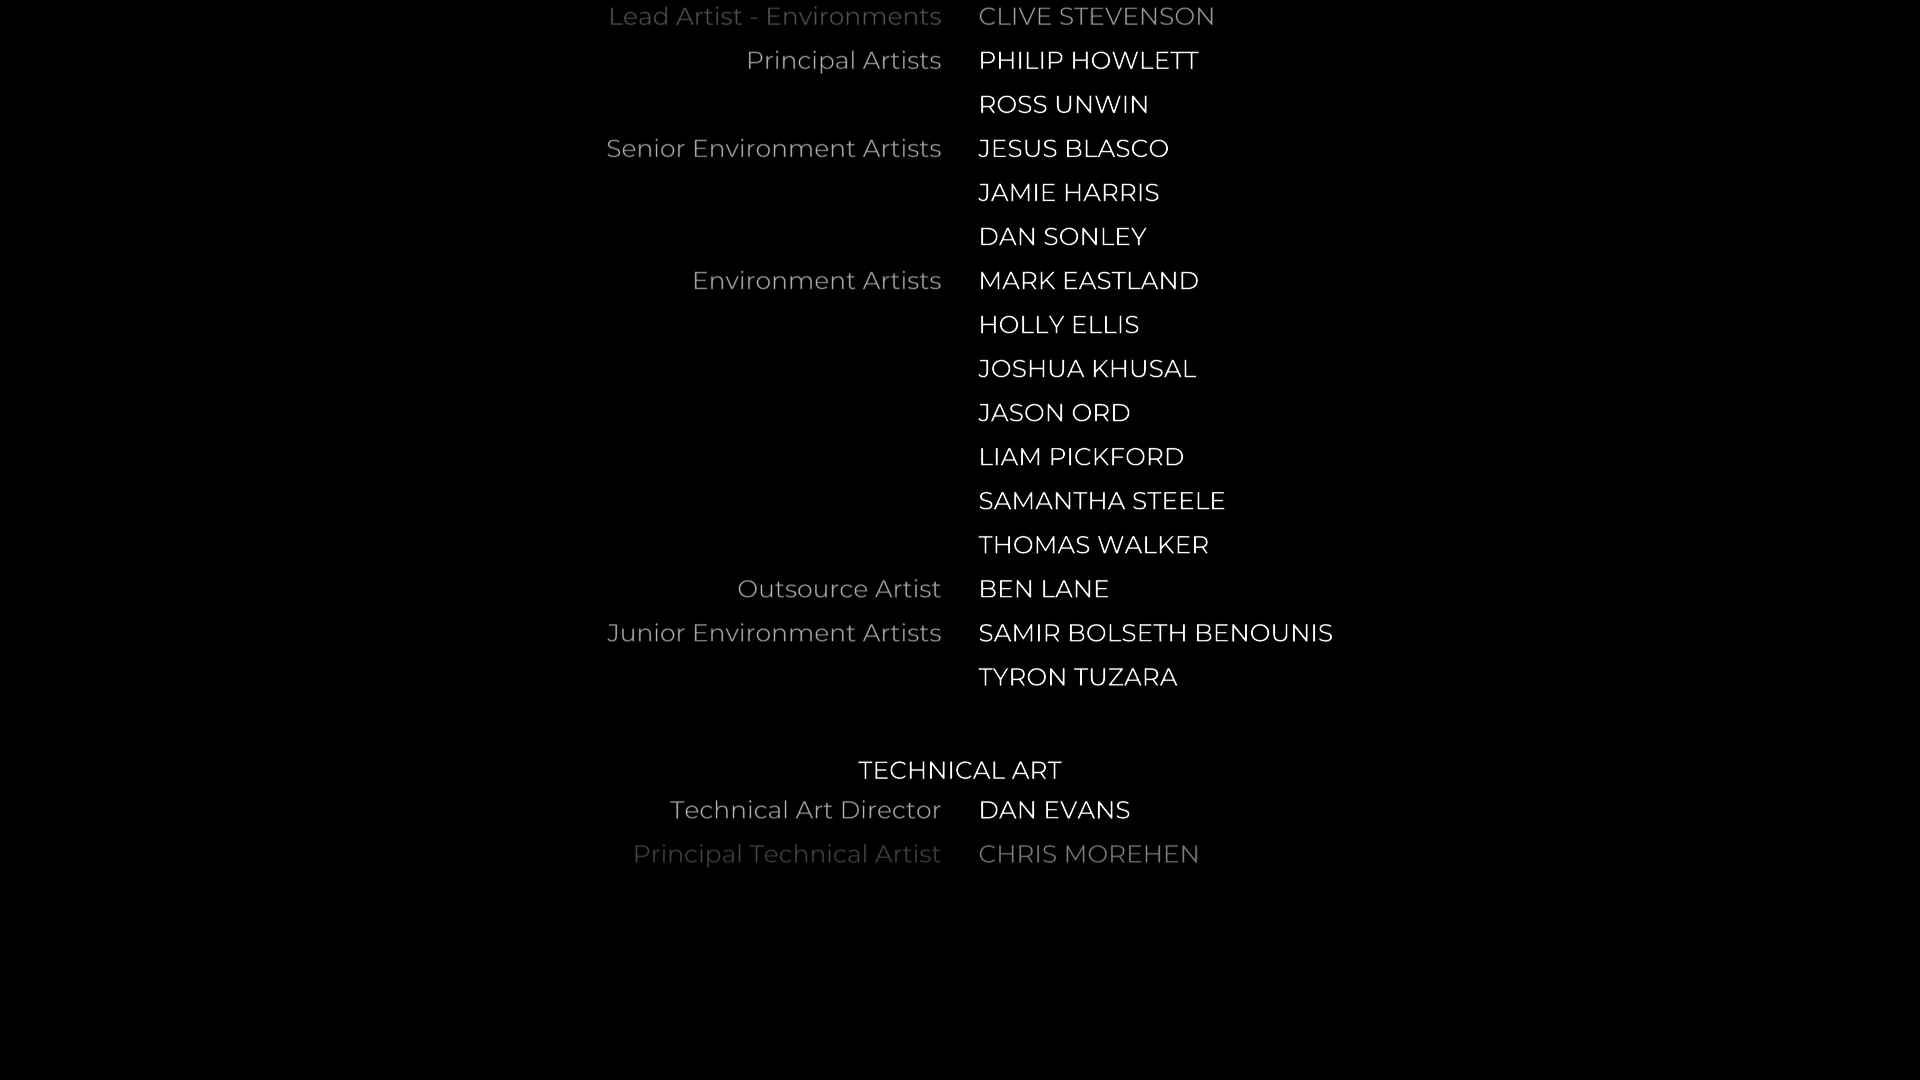 Lead Artist - Environments CLIVE STEVENSON
Principal Artists PHILIP HOWLETT
ROSS UNWIN
Senior Environment Artists JESUS BLASCO
JAMIE HARRIS
DAN SONLEY
Environment Artists MARK EASTLAND
HOLLY ELLIS
JOSHUA KHUSAL
JASON ORD
LIAM PICKFORD
SAMANTHA STEELE
THOMAS WALKER
Outsource Artist BEN LANE
Junior Environment Artists SAMIR BOLSETH BENOUNIS
TYRON TUZARA
TECHNICAL ART
Technical Art Director DAN EVANS
Principal Technical Artist CHRIS MOREHEN